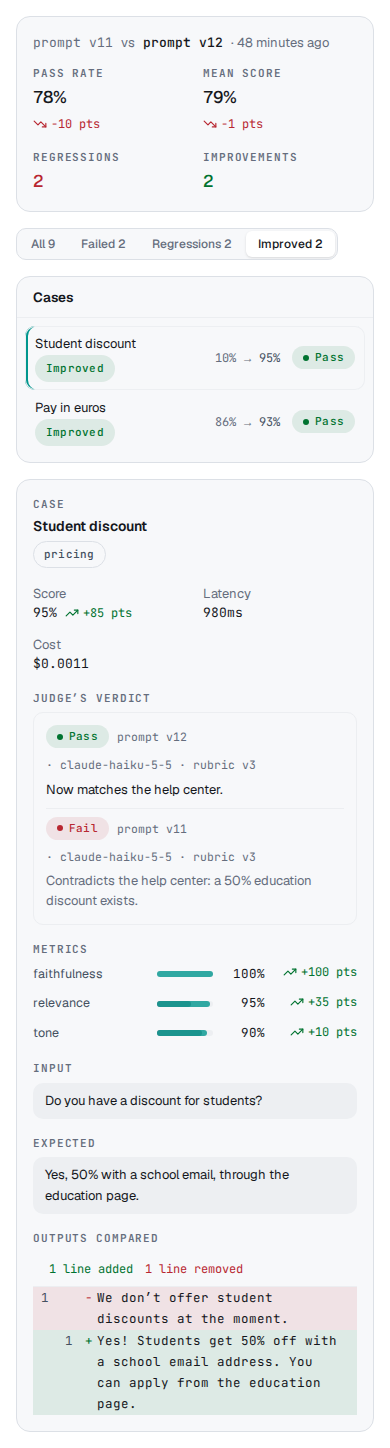 prompt v11 vs prompt v12 · 48 minutes ago
PASS RATE
78%
-10 pts
MEAN SCORE
79%
-1 pts
REGRESSIONS
2
IMPROVEMENTS
2
All 9 Failed 2 Regressions 2 Improved 2
Cases
Student discount
Improved
10% → 95% Pass
Pay in euros
Improved
86% → 93% Pass
CASE
Student discount
pricing
Score
95% +85 pts
Latency
980ms
Cost
$0.0011
JUDGE’S VERDICT
Pass prompt v12
· claude-haiku-5-5 · rubric v3
Now matches the help center.
Fail prompt v11
· claude-haiku-5-5 · rubric v3
Contradicts the help center: a 50% education
discount exists.
METRICS
faithfulness 100% +100 pts
relevance 95% +35 pts
tone 90% +10 pts
INPUT
Do you have a discount for students?
EXPECTED
Yes, 50% with a school email, through the
education page.
OUTPUTS COMPARED
1 line added 1 line removed
1 - We don’t offer student
discounts at the moment.
1 + Yes! Students get 50% off with
a school email address. You
can apply from the education
page.